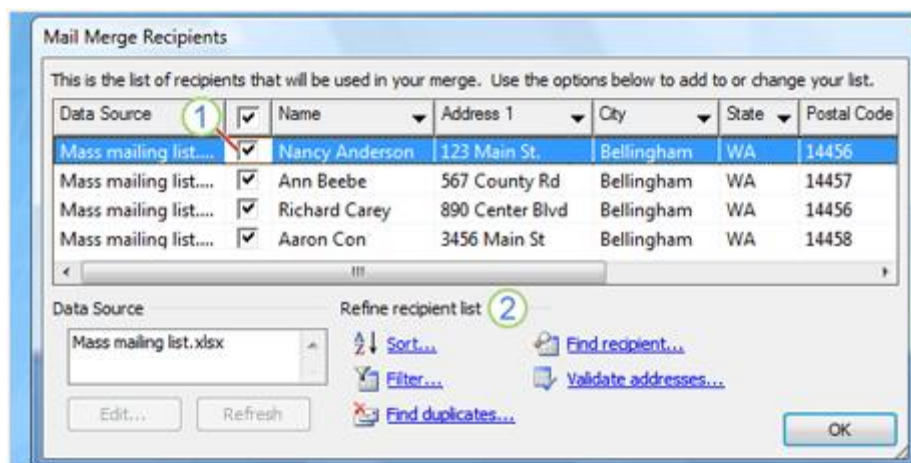 Mail Merge Recipients
This is the list of recipients that will be used in your merge. Use the options below to add to or change your list.
Data Source 1 Name Address 1 City State Postal Code
Mass mailing list.... Nancy Anderson 123 Main St. Bellingham WA 14456
Mass mailing list.... Ann Beebe 567 County Rd Bellingham WA 14457
Mass mailing list.... Richard Carey 890 Center Blvd Bellingham WA 14456
Mass mailing list.... Aaron Con 3456 Main St Bellingham WA 14458
Data Source Refine recipient list 2
Mass mailing list.xlsx Sort... Find recipient...
Filter... Validate addresses...
Edit... Refresh Find duplicates...
OK